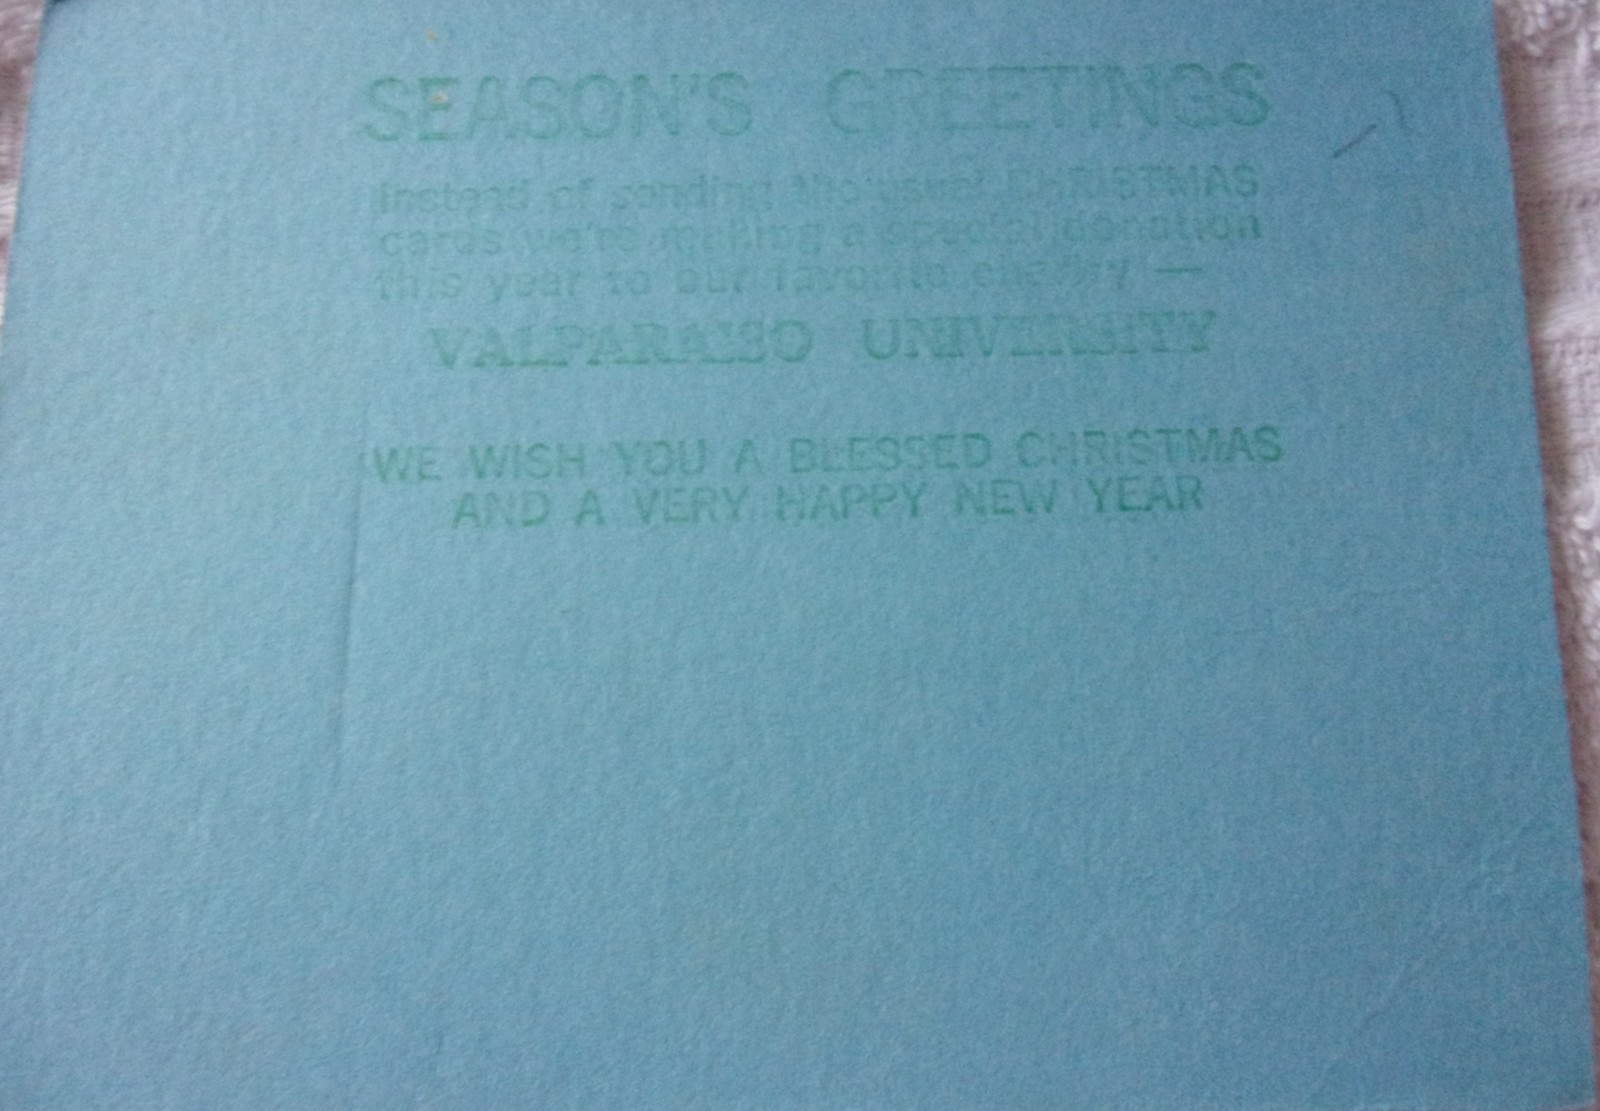 SEASON'S GREETINGS
Instead of sending the usual CHRISTMAS
cards we're making a special donation
this year to our favorite charity —
VALPARAISO UNIVERSITY
WE WISH YOU A BLESSED CHRISTMAS
AND A VERY HAPPY NEW YEAR